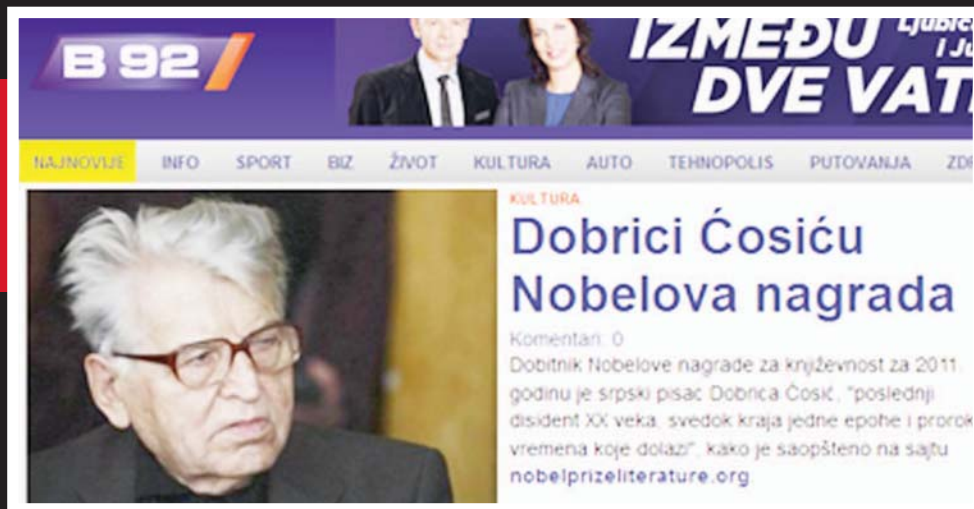 B 92
IZMEĐU
DVE
NAJNOVIJE INFO SPORT BIZ ŽIVOT KULTURA AUTO TEHNOPOLIS PUTOVANJA
KULTURA
Dobrici Ćosiću
Nobelova nagrada
Komentari: 0
Dobitnik Nobelove nagrade za književnost za 2011.
godinu je srpski pisac Dobrica Ćosić, "poslednji
disident XX veka, svedok kraja jedne epohe i prorok
vremena koje dolazi", kako je saopšteno na sajtu
nobelprizeliterature.org